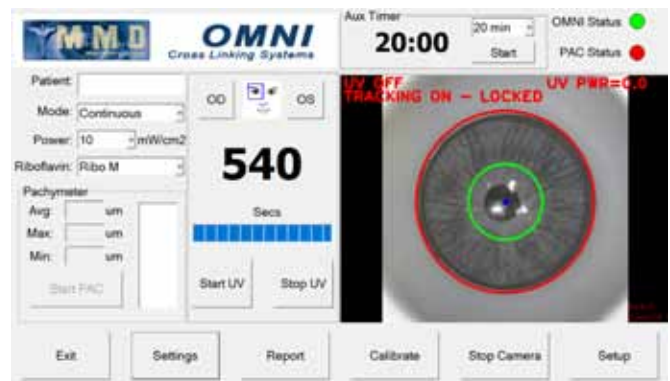 MMD
OMNI
Cross Linking Systems
Aux Timer
20:00
20 min
Start
OMNI Status
PAC Status
Patient:
Mode: Continuous
Power: 10 mW/cm2
Riboflavin: Ribo M
Pachymeter
Avg: um
Max: um
Min: um
Start PAC
OD
OS
540
Secs
Start UV
Stop UV
UV OFF
UV PWR=0.0
TRACKING ON - LOCKED
Exit
Settings
Report
Calibrate
Stop Camera
Setup